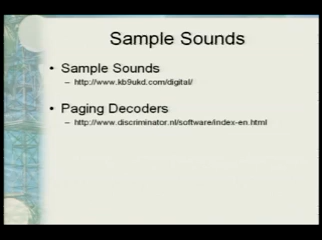 Sample Sounds
• Sample Sounds
– http://www.kb9ukd.com/digital/
• Paging Decoders
– http://www.discriminator.nl/software/index-en.html